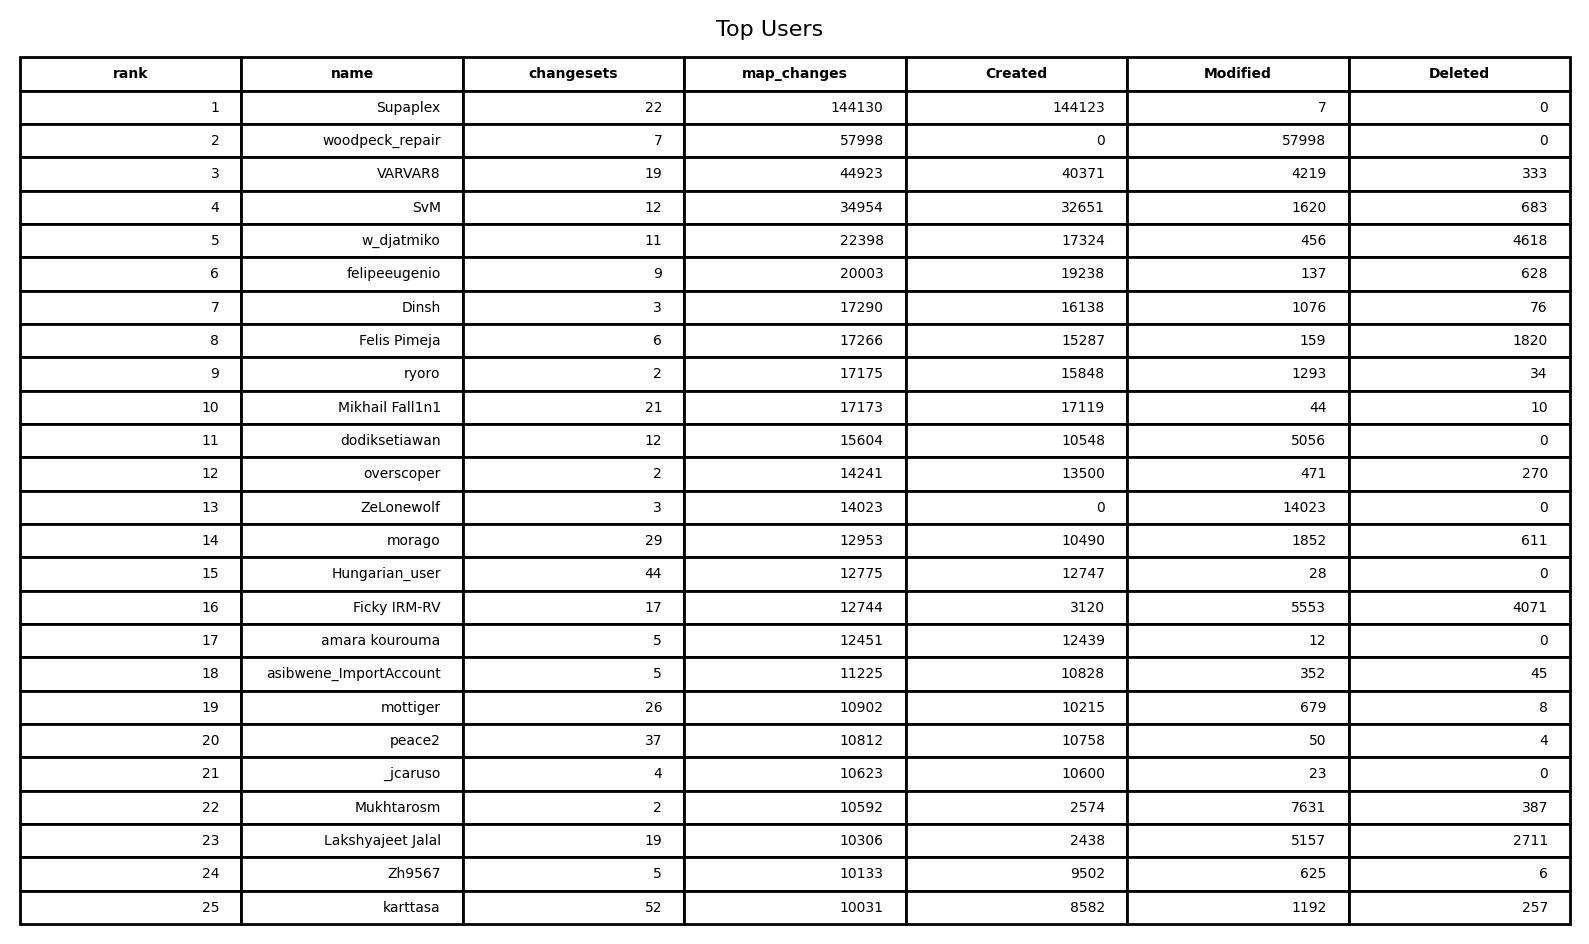 Top Users
rank name changesets map_changes Created Modified Deleted
1 Supaplex 22 144130 144123 7 0
2 woodpeck_repair 7 57998 0 57998 0
3 VARVAR8 19 44923 40371 4219 333
4 SvM 12 34954 32651 1620 683
5 w_djatmiko 11 22398 17324 456 4618
6 felipeeugenio 9 20003 19238 137 628
7 Dinsh 3 17290 16138 1076 76
8 Felis Pimeja 6 17266 15287 159 1820
9 ryoro 2 17175 15848 1293 34
10 Mikhail Fall1n1 21 17173 17119 44 10
11 dodiksetiawan 12 15604 10548 5056 0
12 overscoper 2 14241 13500 471 270
13 ZeLonewolf 3 14023 0 14023 0
14 morago 29 12953 10490 1852 611
15 Hungarian_user 44 12775 12747 28 0
16 Ficky IRM-RV 17 12744 3120 5553 4071
17 amara kourouma 5 12451 12439 12 0
18 asibwene_ImportAccount 5 11225 10828 352 45
19 mottiger 26 10902 10215 679 8
20 peace2 37 10812 10758 50 4
21 _jcaruso 4 10623 10600 23 0
22 Mukhtarosm 2 10592 2574 7631 387
23 Lakshyajeet Jalal 19 10306 2438 5157 2711
24 Zh9567 5 10133 9502 625 6
25 karttasa 52 10031 8582 1192 257